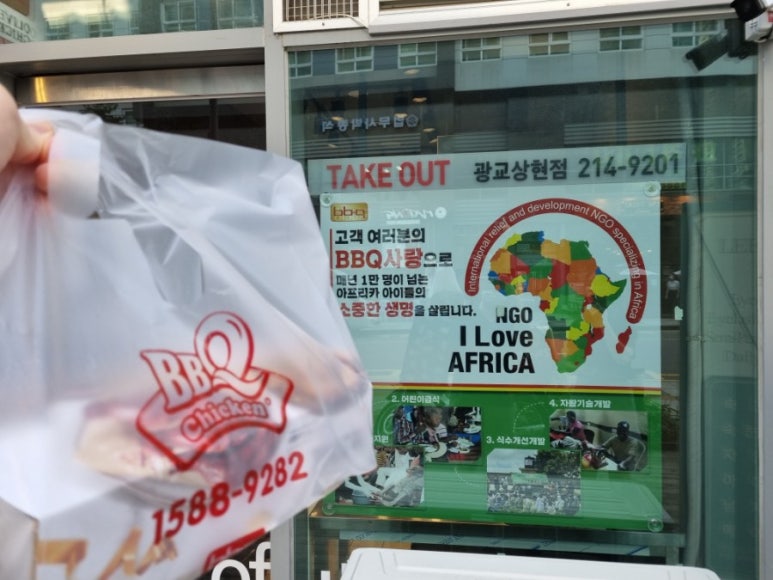 TAKE OUT 광교상현점 214-9201
bbq
고객 여러분의
BBQ사랑으로
매년 1만 명이 넘는
아프리카 아이들의
소중한 생명을 살립니다.
International relief and development NGO specializing in Africa
NGO
I Love
AFRICA
2. 어린이급식
4. 자활기술개발
지원
3. 식수개선개발
BBQ
Chicken
1588-9282
of